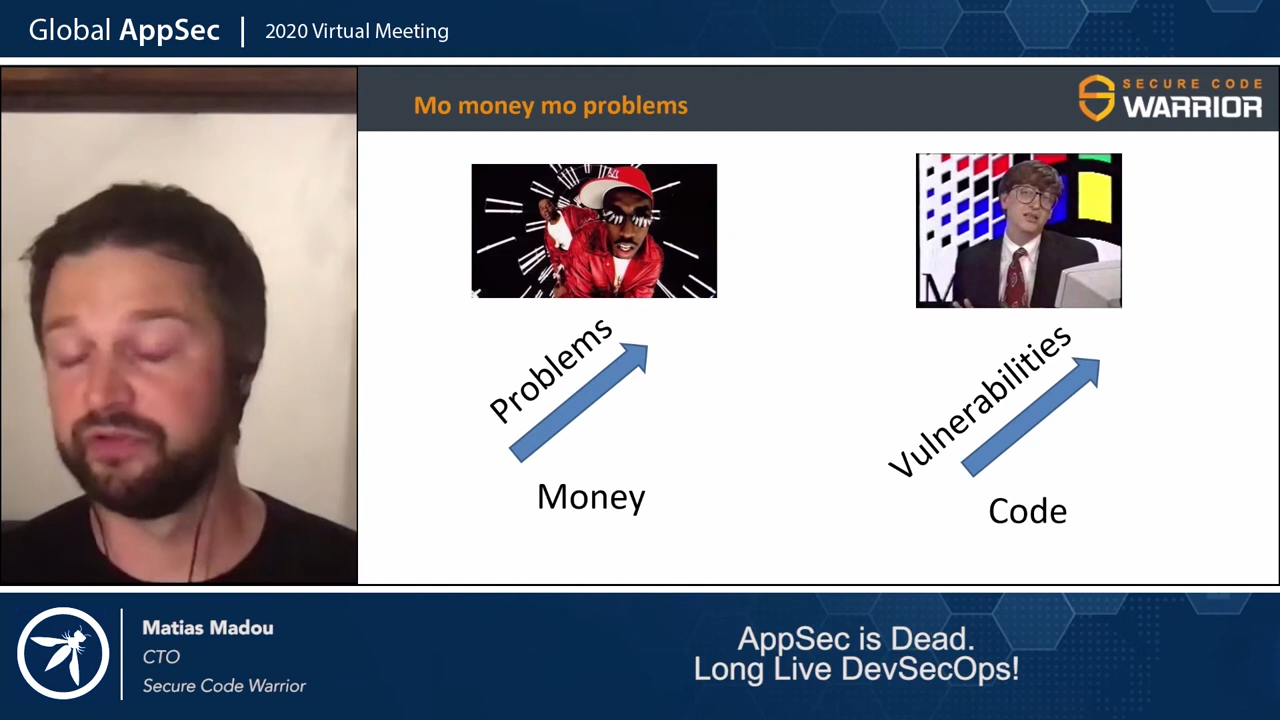 Global AppSec | 2020 Virtual Meeting
Mo money mo problems
SECURE CODE
WARRIOR
M
Problems
Money
Vulnerabilities
Code
Matias Madou
CTO
Secure Code Warrior
AppSec is Dead.
Long Live DevSecOps!